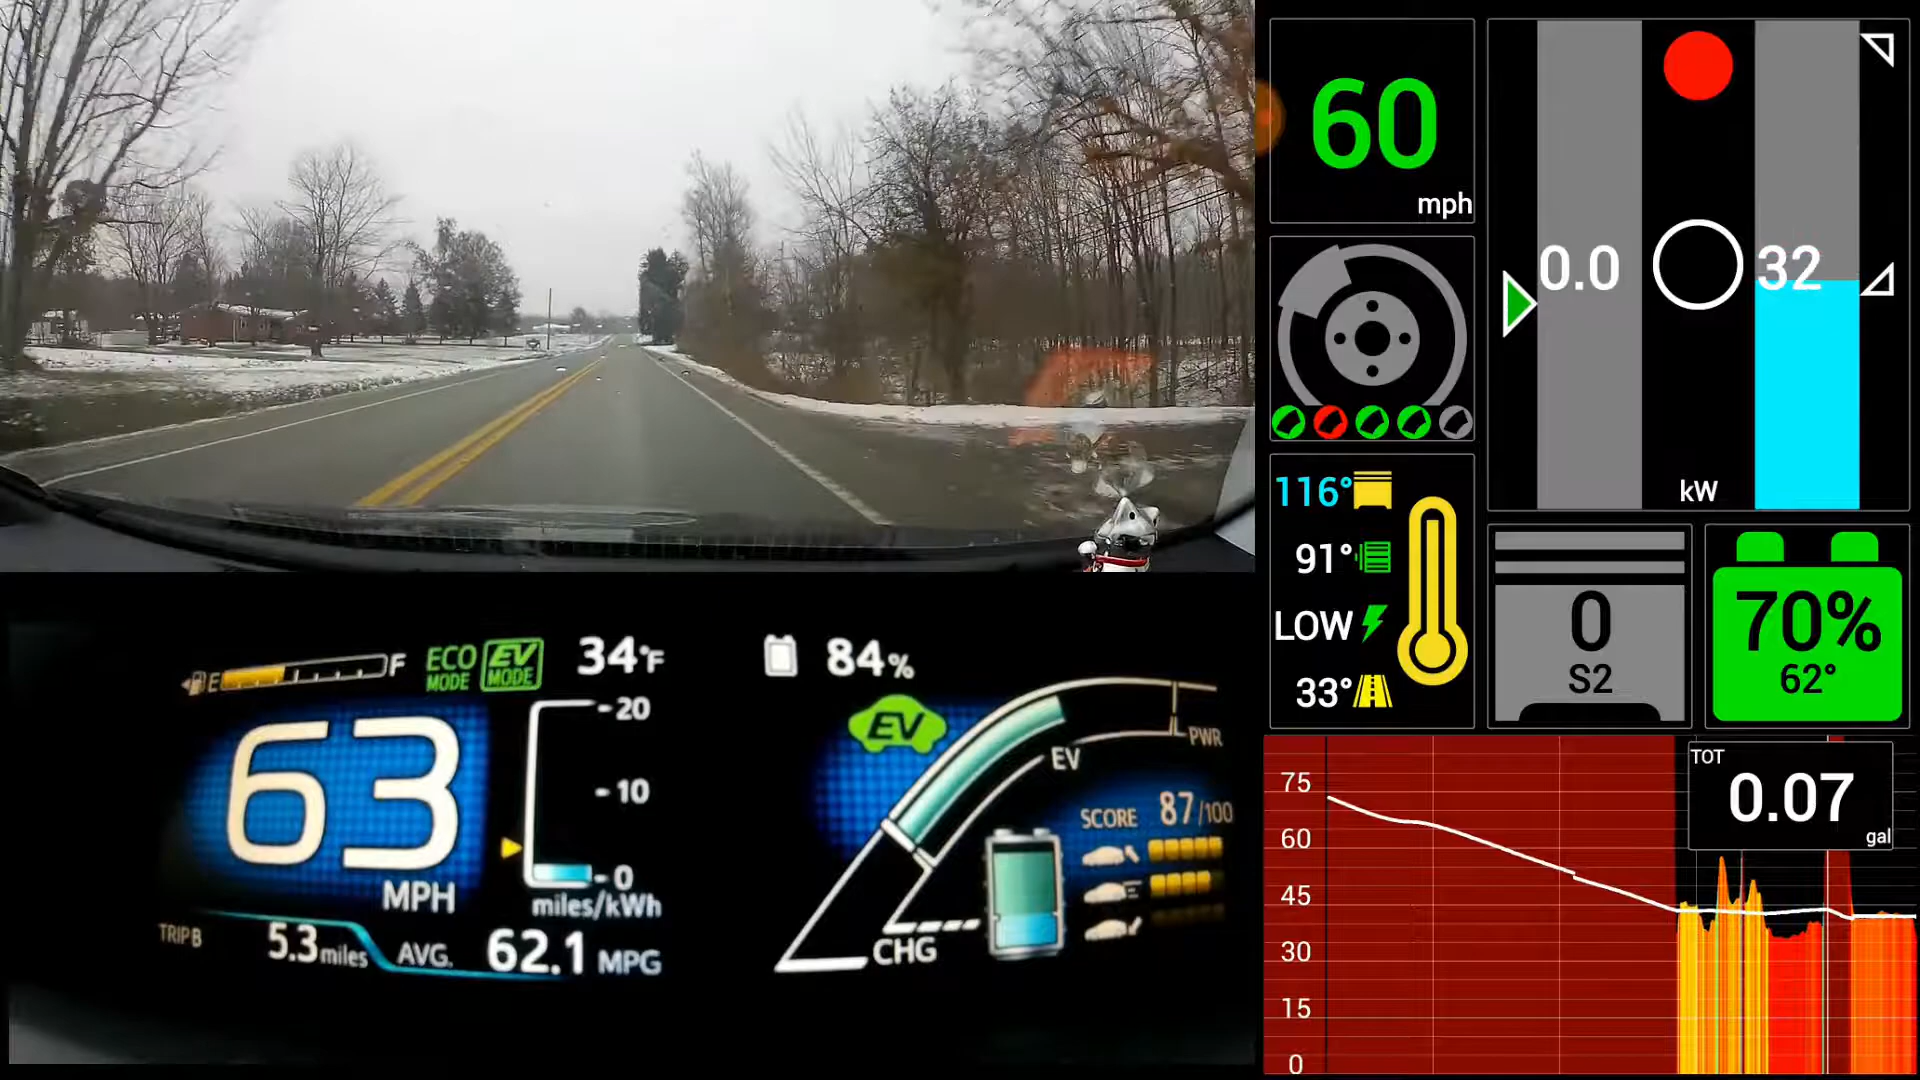 60
mph
0.0
32
kW
116°
91°
LOW
33°
0
S2
70%
62°
TOT
0.07
gal
75
60
45
30
15
0
E F
ECO MODE
EV MODE
34°F
84%
63
MPH
20
10
0
miles/kWh
TRIP B 5.3 miles AVG. 62.1 MPG
EV
EV
PWR
CHG
SCORE 87/100